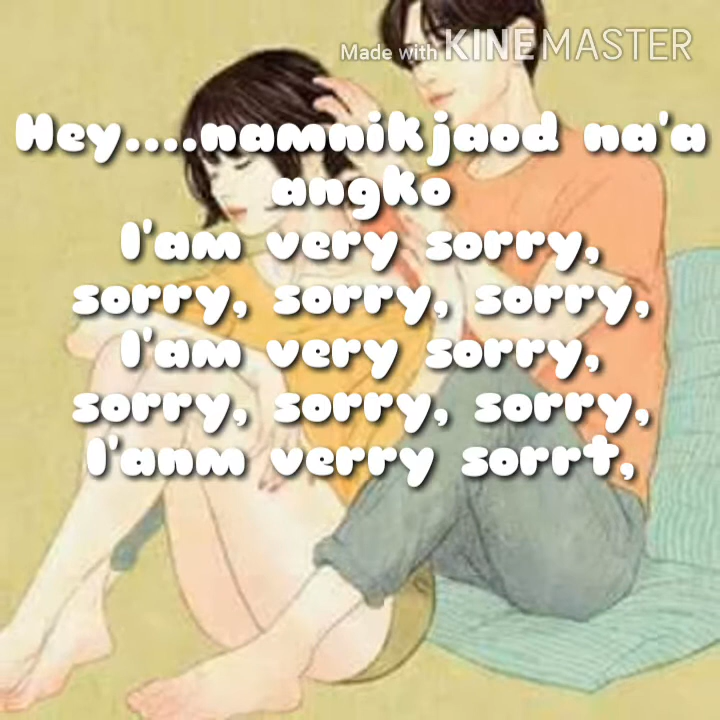 Made with KINEMASTER
Hey....namnikjaod na'a
angko
I'am very sorry,
sorry, sorry, sorry,
I'am very sorry,
sorry, sorry, sorry,
I'anm verry sorrt,